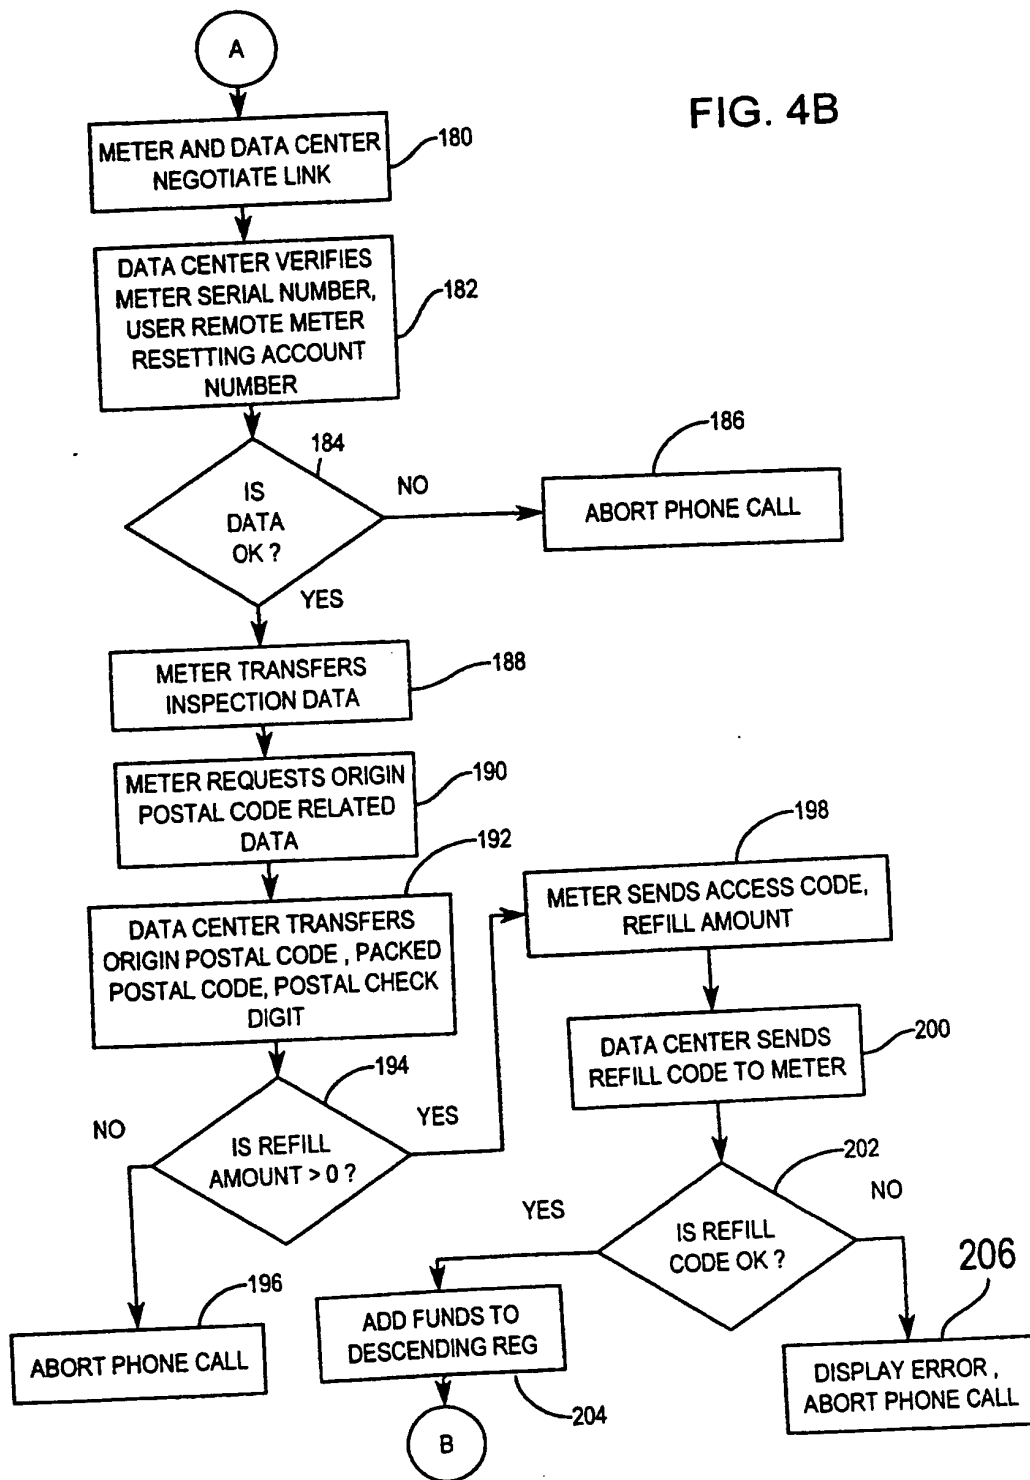 A
FIG. 4B
METER AND DATA CENTER
NEGOTIATE LINK
180
DATA CENTER VERIFIES
METER SERIAL NUMBER,
USER REMOTE METER
RESETTING ACCOUNT
NUMBER
182
184
IS
DATA
OK ?
NO
186
ABORT PHONE CALL
YES
METER TRANSFERS
INSPECTION DATA
188
METER REQUESTS ORIGIN
POSTAL CODE RELATED
DATA
190
192
DATA CENTER TRANSFERS
ORIGIN POSTAL CODE , PACKED
POSTAL CODE, POSTAL CHECK
DIGIT
194
IS REFILL
AMOUNT > 0 ?
NO
YES
196
ABORT PHONE CALL
198
METER SENDS ACCESS CODE,
REFILL AMOUNT
DATA CENTER SENDS
REFILL CODE TO METER
200
202
IS REFILL
CODE OK ?
YES
NO
ADD FUNDS TO
DESCENDING REG
204
B
206
DISPLAY ERROR ,
ABORT PHONE CALL